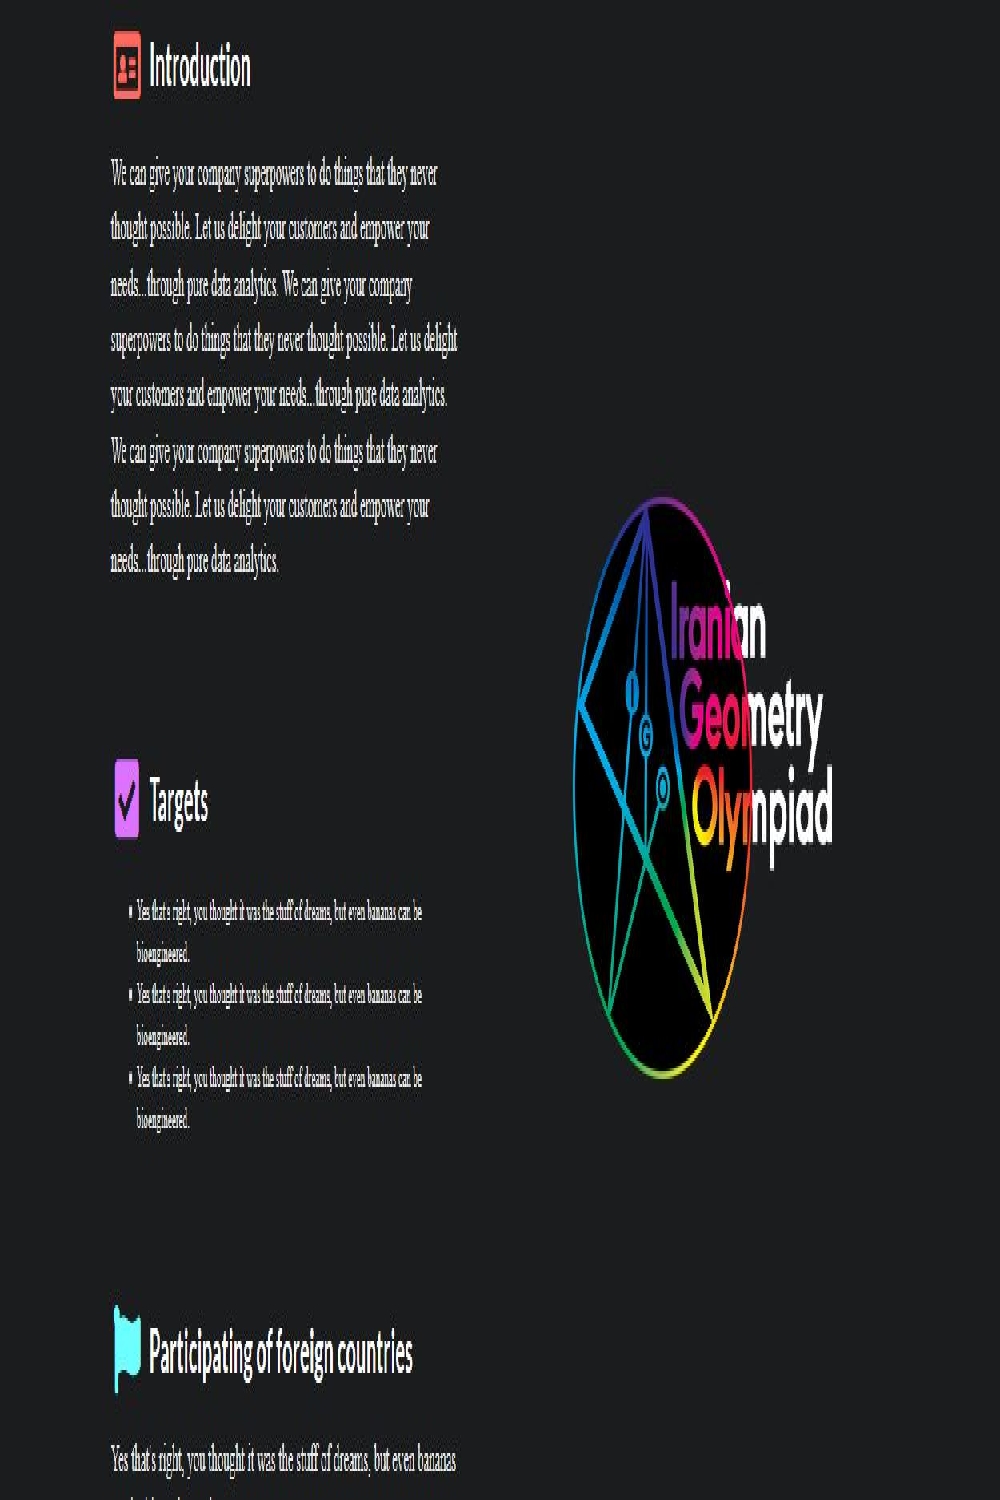 Introduction
We can give your company superpowers to do things that they never
thought possible. Let us delight your customers and empower your
needs...through pure data analytics. We can give your company
superpowers to do things that they never thought possible. Let us delight
your customers and empower your needs...through pure data analytics.
We can give your company superpowers to do things that they never
thought possible. Let us delight your customers and empower your
needs...through pure data analytics.
Iranian
Geometry
Olympiad
I
G
O
Targets
• Yes that's right, you thought it was the stuff of dreams, but even bananas can be
bioengineered.
• Yes that's right, you thought it was the stuff of dreams, but even bananas can be
bioengineered.
• Yes that's right, you thought it was the stuff of dreams, but even bananas can be
bioengineered.
Participating of foreign countries
Yes that's right, you thought it was the stuff of dreams, but even bananas